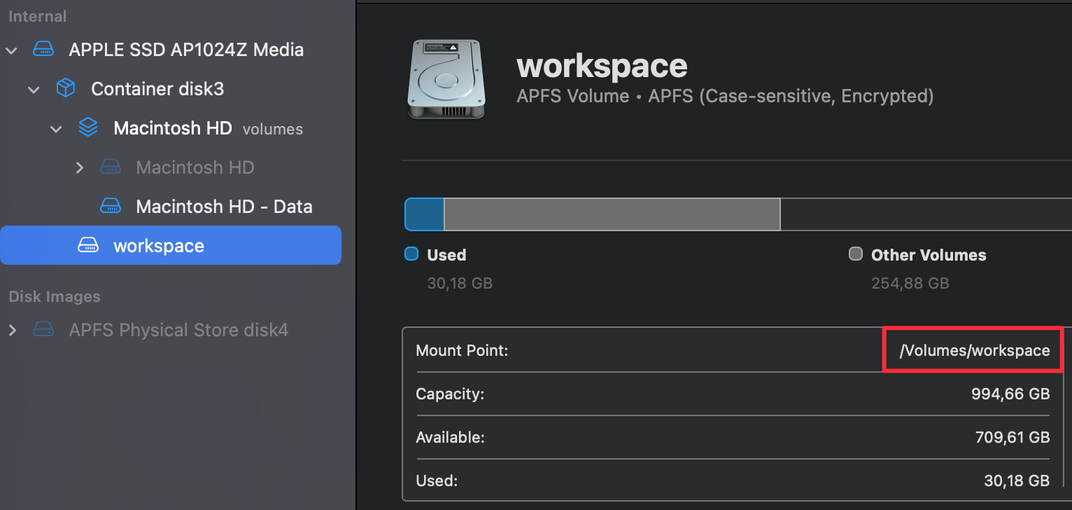 Internal
APPLE SSD AP1024Z Media
Container disk3
Macintosh HD volumes
Macintosh HD
Macintosh HD - Data
workspace
Disk Images
APFS Physical Store disk4
workspace
APFS Volume • APFS (Case-sensitive, Encrypted)
Used
30,18 GB
Other Volumes
254,88 GB
Mount Point: /Volumes/workspace
Capacity: 994,66 GB
Available: 709,61 GB
Used: 30,18 GB